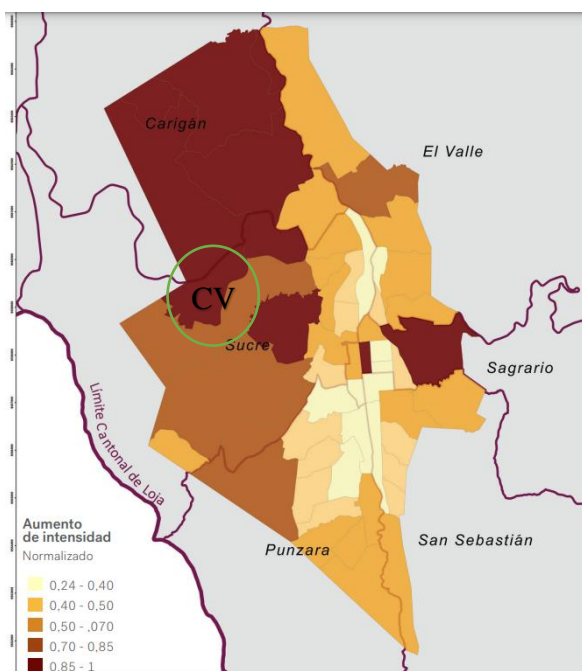 Carigán
El Valle
CV
Sucre
Sagrario
Límite Cantonal de Loja
Aumento
de intensidad
Normalizado
Punzara
San Sebastián
0,24 - 0,40
0,40 - 0,50
0,50 - ,070
0,70 - 0,85
0,85 - 1